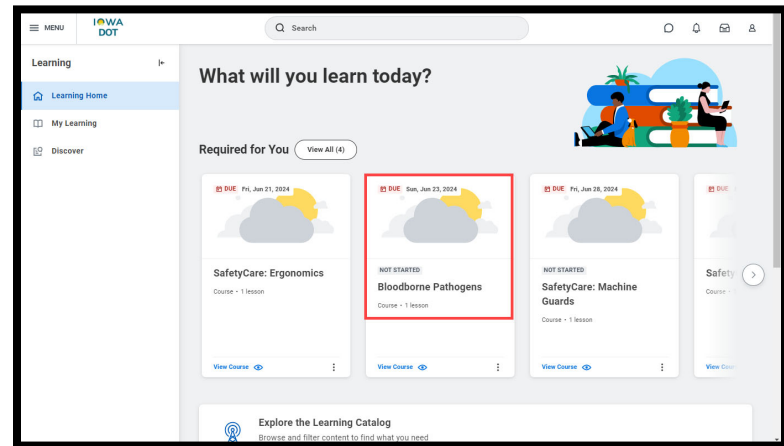 MENU
IOWA
DOT
Search
Learning
Learning Home
My Learning
Discover
What will you learn today?
Required for You
View All (4)
DUE Fri, Jun 21, 2024
SafetyCare: Ergonomics
Course • 1 lesson
View Course
DUE Sun, Jun 23, 2024
NOT STARTED
Bloodborne Pathogens
Course • 1 lesson
View Course
DUE Fri, Jun 28, 2024
NOT STARTED
SafetyCare: Machine
Guards
Course • 1 lesson
View Course
DUE
Safety
Course •
View
Explore the Learning Catalog
Browse and filter content to find what you need